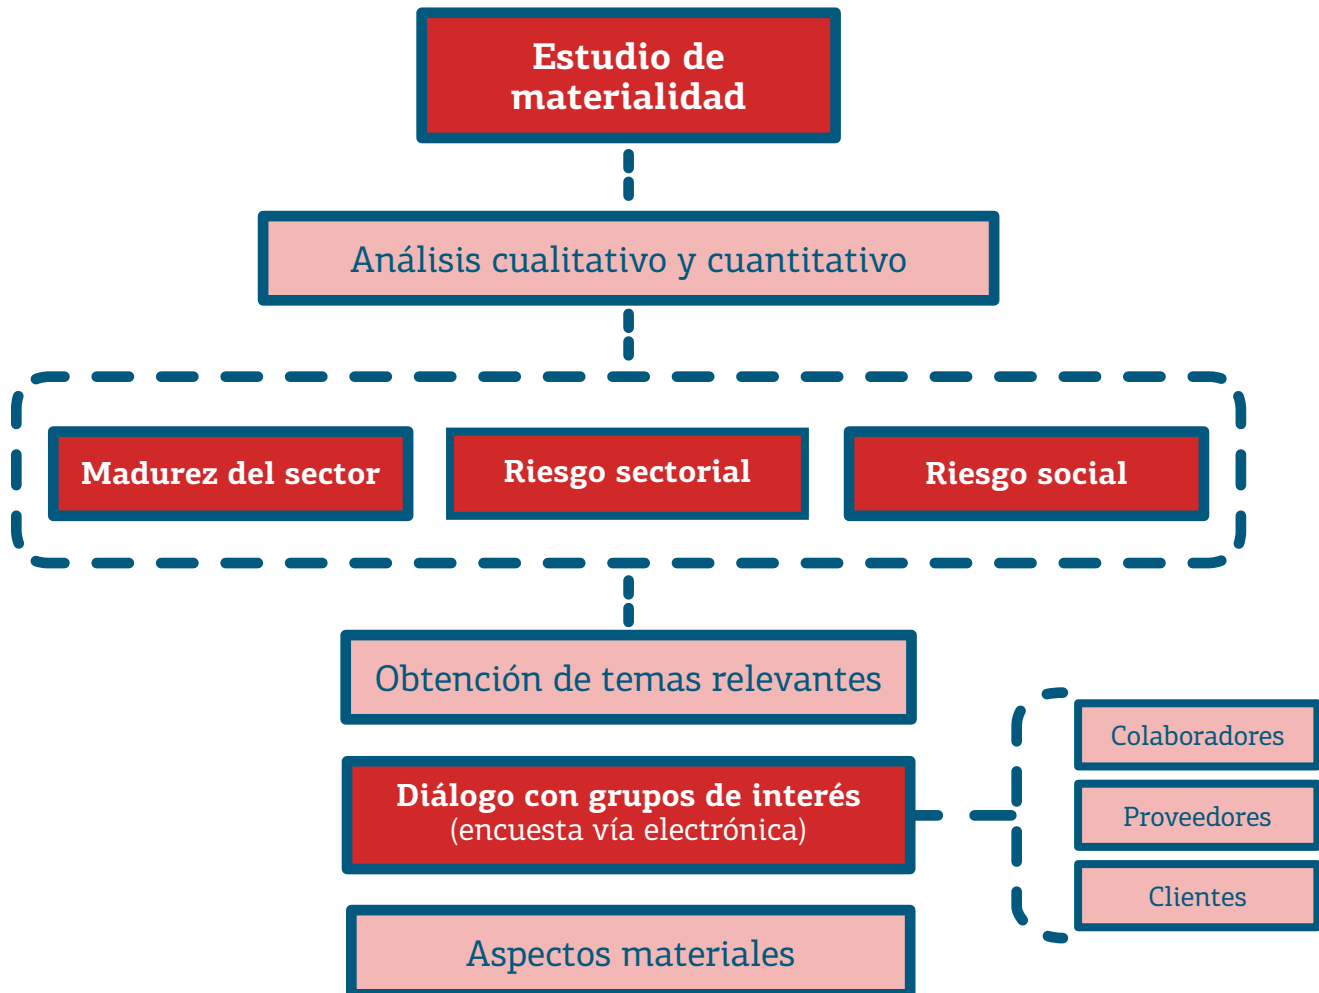 Estudio de
materialidad
Análisis cualitativo y cuantitativo
Madurez del sector
Riesgo sectorial
Riesgo social
Obtención de temas relevantes
Diálogo con grupos de interés
(encuesta vía electrónica)
Colaboradores
Proveedores
Clientes
Aspectos materiales